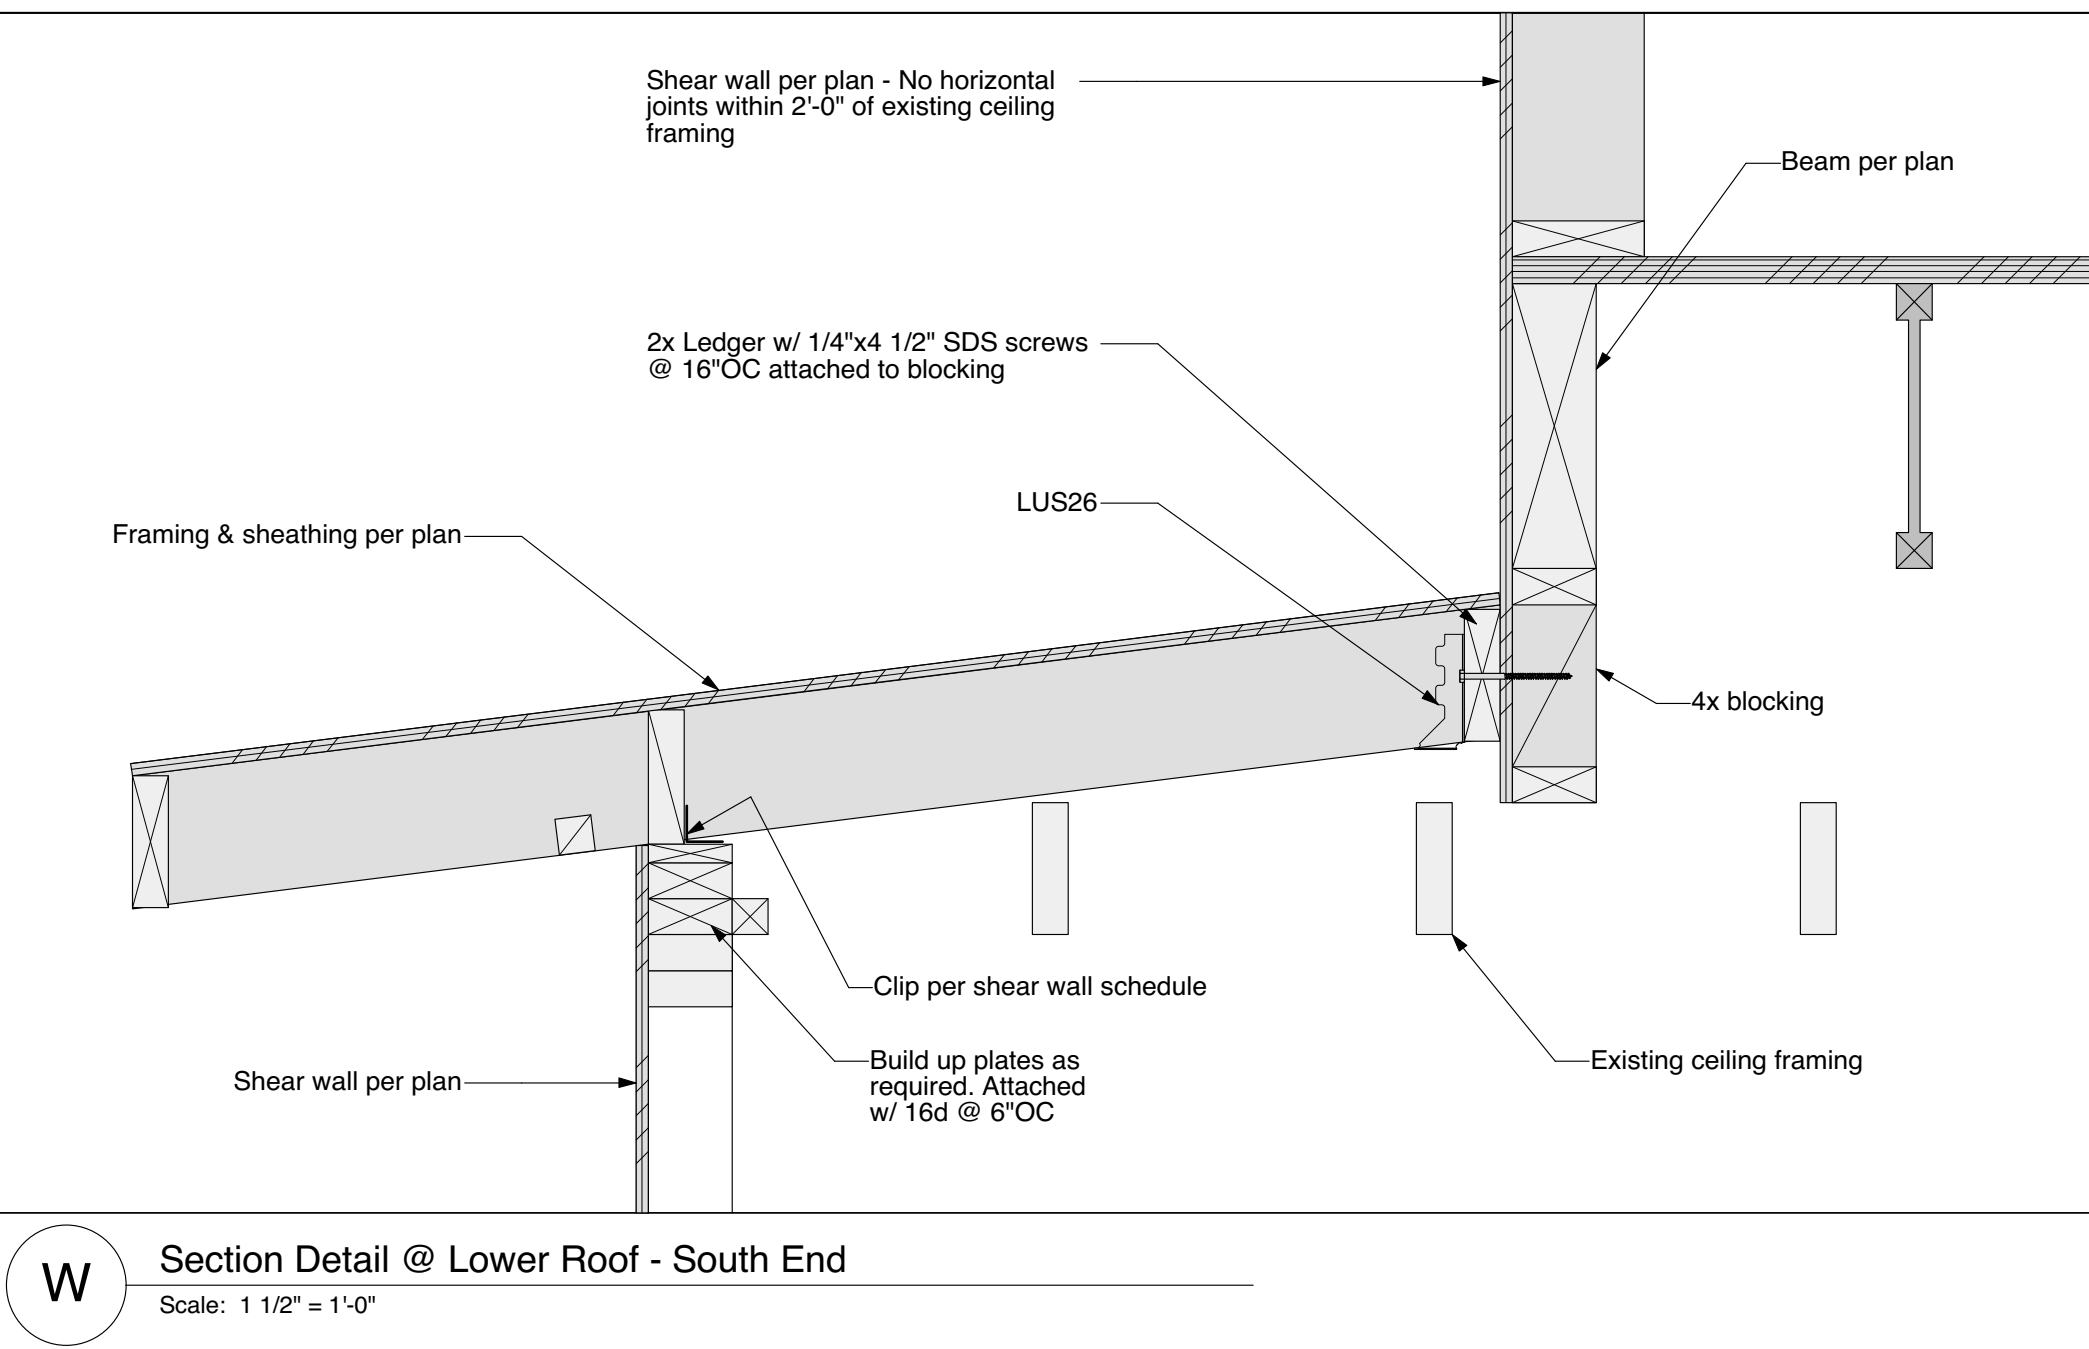 Shear wall per plan - No horizontal
joints within 2'-0" of existing ceiling
framing
Beam per plan
2x Ledger w/ 1/4"x4 1/2" SDS screws
@ 16"OC attached to blocking
LUS26
Framing & sheathing per plan
4x blocking
Clip per shear wall schedule
Build up plates as
required. Attached
w/ 16d @ 6"OC
Existing ceiling framing
Shear wall per plan
W
Section Detail @ Lower Roof - South End
Scale: 1 1/2" = 1'-0"